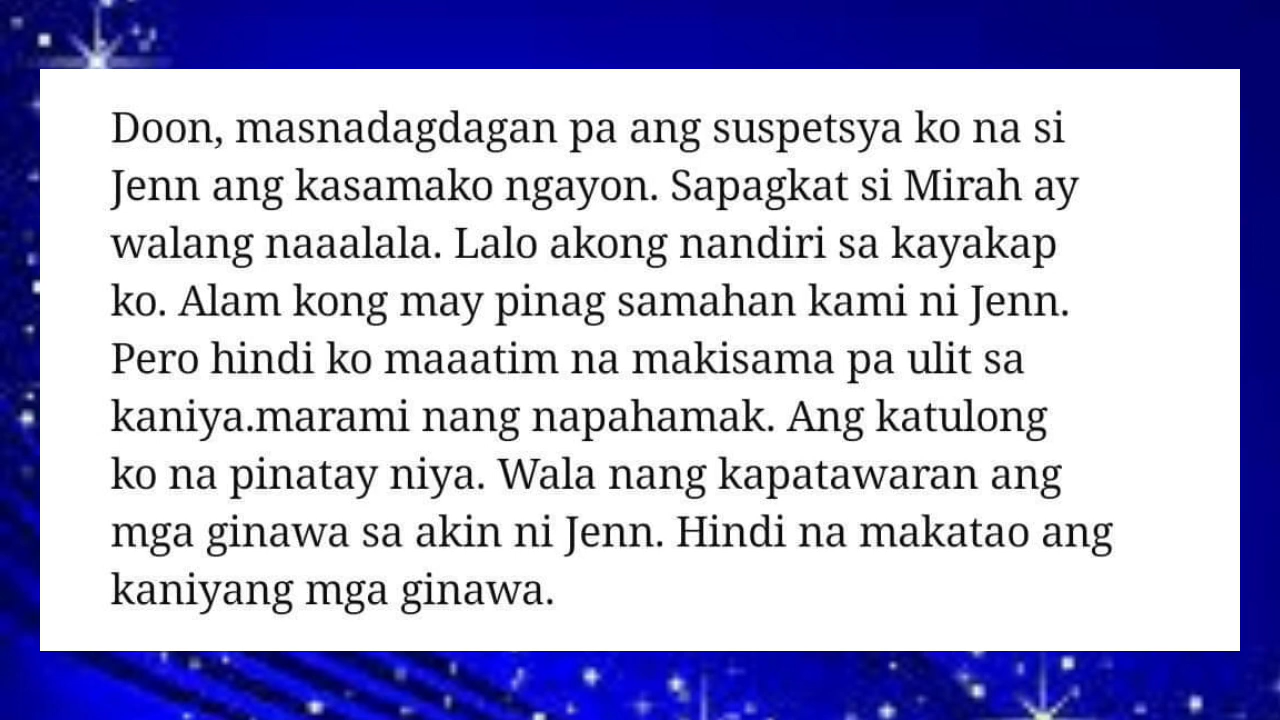 Doon, masnadagdagan pa ang suspetsya ko na si
Jenn ang kasamako ngayon. Sapagkat si Mirah ay
walang naaalala. Lalo akong nandiri sa kayakap
ko. Alam kong may pinag samahan kami ni Jenn.
Pero hindi ko maaatim na makisama pa ulit sa
kaniya.marami nang napahamak. Ang katulong
ko na pinatay niya. Wala nang kapatawaran ang
mga ginawa sa akin ni Jenn. Hindi na makatao ang
kaniyang mga ginawa.